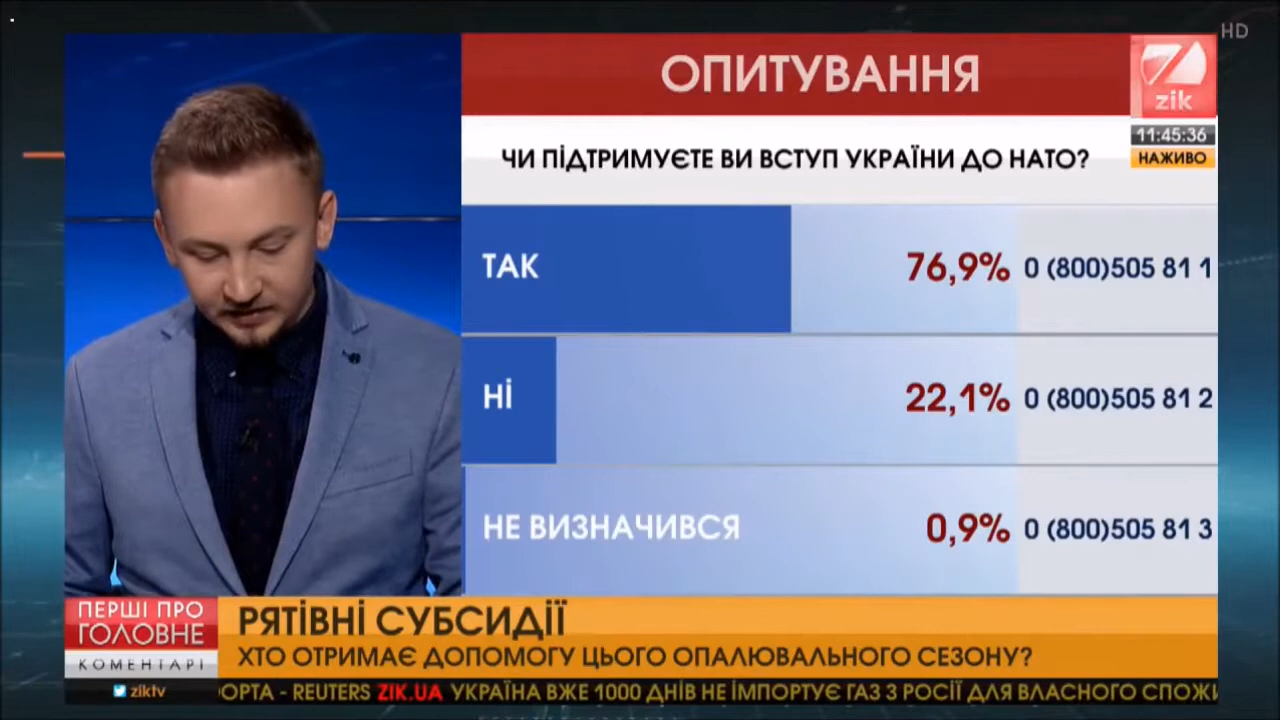 HD
ОПИТУВАННЯ
zik
11:45:36
НАЖИВО
ЧИ ПІДТРИМУЄТЕ ВИ ВСТУП УКРАЇНИ ДО НАТО?
ТАК 76,9% 0 (800)505 81 1
НІ 22,1% 0 (800)505 81 2
НЕ ВИЗНАЧИВСЯ 0,9% 0 (800)505 81 3
ПЕРШІ ПРО
ГОЛОВНЕ
КОМЕНТАРІ
РЯТІВНІ СУБСИДІЇ
ХТО ОТРИМАЄ ДОПОМОГУ ЦЬОГО ОПАЛЮВАЛЬНОГО СЕЗОНУ?
ziktv ОРТА - REUTERS ZIK.UA УКРАЇНА ВЖЕ 1000 ДНІВ НЕ ІМПОРТУЄ ГАЗ З РОСІЇ ДЛЯ ВЛАСНОГО СПОЖИ